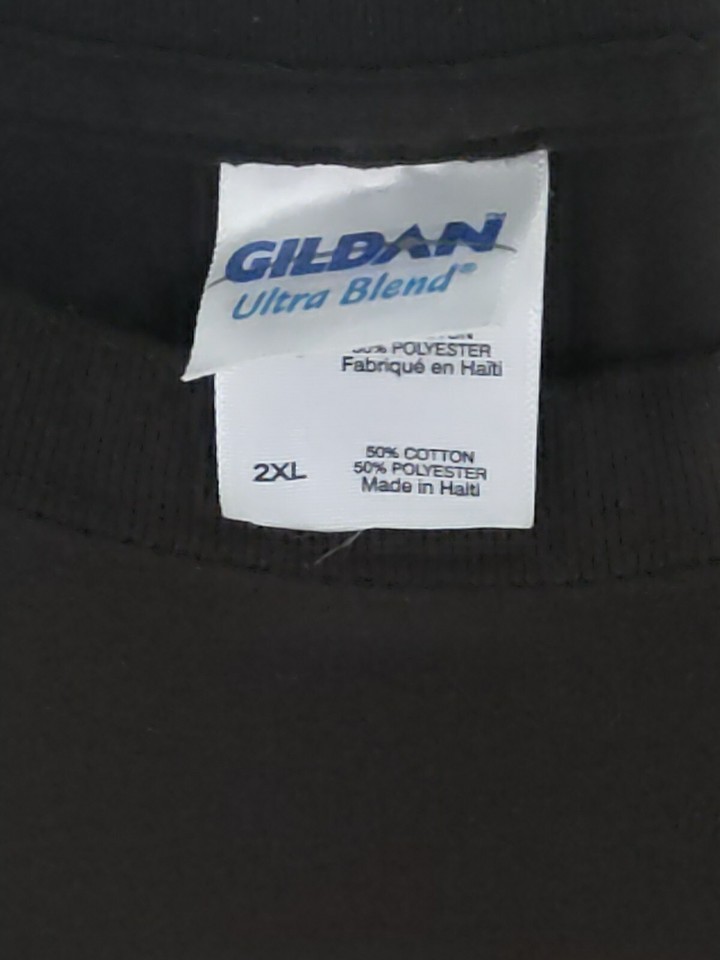 GILDAN
Ultra Blend®
POLYESTER
Fabriqué en Haïti
2XL
50% COTTON
50% POLYESTER
Made in Haiti